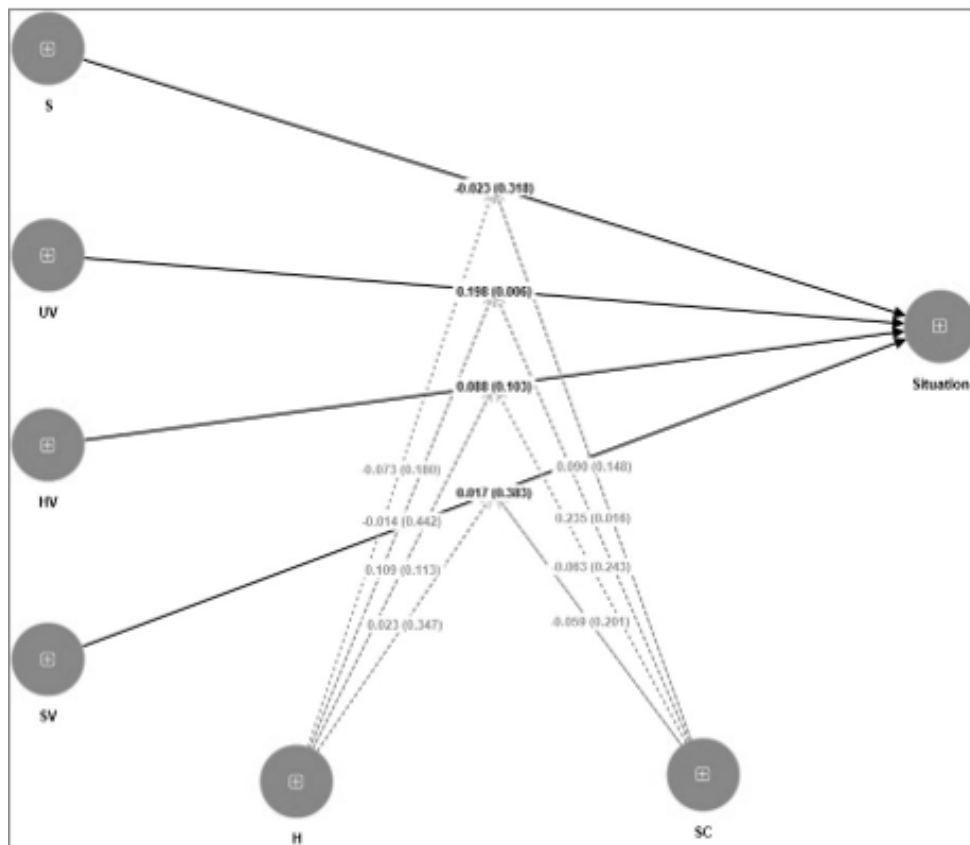 S
-0.023 (0.318)
UV
0.198 (0.006)
Situation
0.088 (0.103)
HV
-0.073 (0.180)
0.090 (0.148)
0.017 (0.383)
-0.014 (0.442)
0.235 (0.016)
0.109 (0.113)
-0.063 (0.243)
0.023 (0.347)
-0.059 (0.201)
SV
H
SC